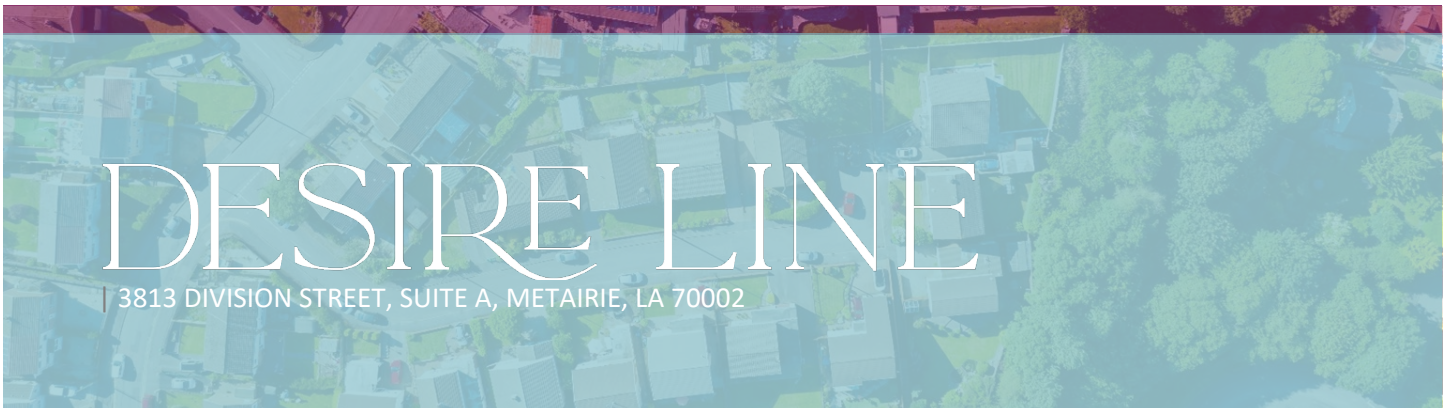 DESIRE LINE
| 3813 DIVISION STREET, SUITE A, METAIRIE, LA 70002